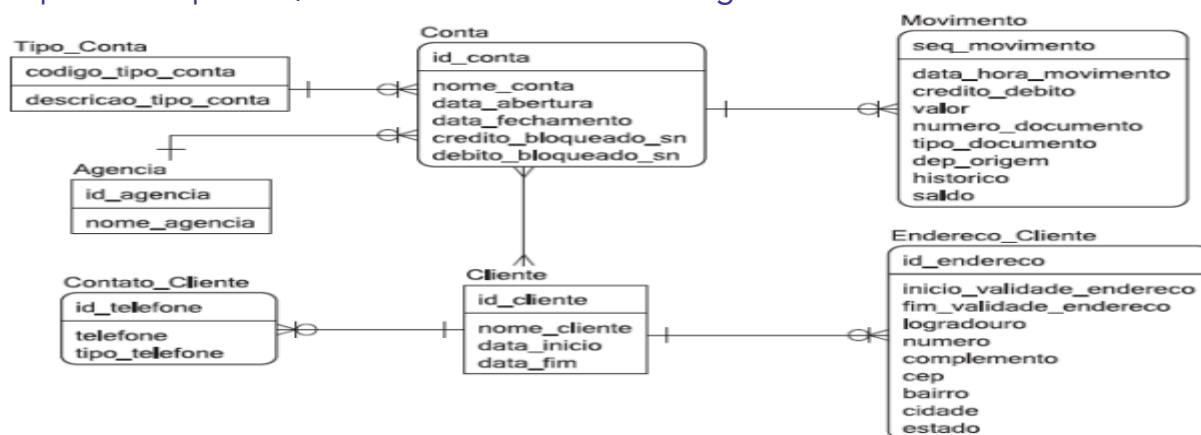 Tipo_Conta
codigo_tipo_conta
descricao_tipo_conta
Conta
id_conta
nome_conta
data_abertura
data_fechamento
credito_bloqueado_sn
debito_bloqueado_sn
Movimento
seq_movimento
data_hora_movimento
credito_debito
valor
numero_documento
tipo_documento
dep_origem
historico
saldo
Agencia
id_agencia
nome_agencia
Contato_Cliente
id_telefone
telefone
tipo_telefone
Cliente
id_cliente
nome_cliente
data_inicio
data_fim
Endereco_Cliente
id_endereco
inicio_validade_endereco
fim_validade_endereco
logradouro
numero
complemento
cep
bairro
cidade
estado